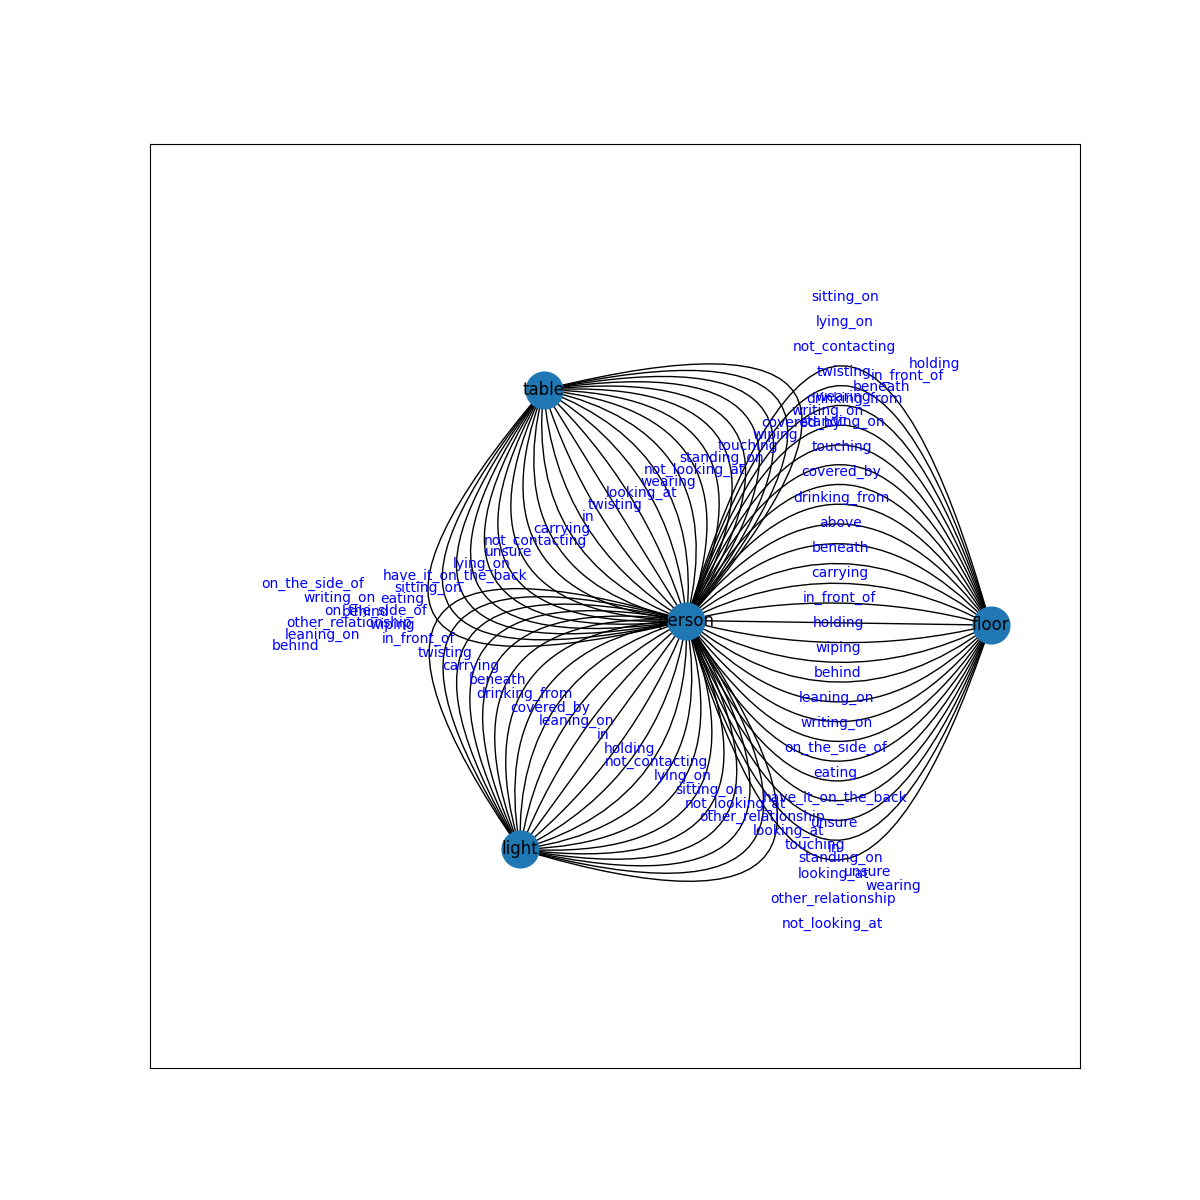 sitting_on
lying_on
not_contacting
holding
twisting
in_front_of
beneath
wearing
drinking_from
writing_on
covered_by
standing_on
wiping
touching
touching
standing_on
not_looking_at
covered_by
wearing
looking_at
drinking_from
twisting
in
above
carrying
not_contacting
beneath
unsure
lying_on
carrying
have_it_on_the_back
sitting_on
on_the_side_of
eating
writing_on
in_front_of
on_the_side_of
behind
other_relationship
wiping
holding
leaning_on
in_front_of
behind
wiping
twisting
carrying
behind
beneath
drinking_from
leaning_on
covered_by
leaning_on
writing_on
in
holding
on_the_side_of
not_contacting
lying_on
eating
sitting_on
have_it_on_the_back
not_looking_at
other_relationship
unsure
looking_at
touching
in
standing_on
looking_at
unsure
wearing
other_relationship
not_looking_at
table
person
floor
light